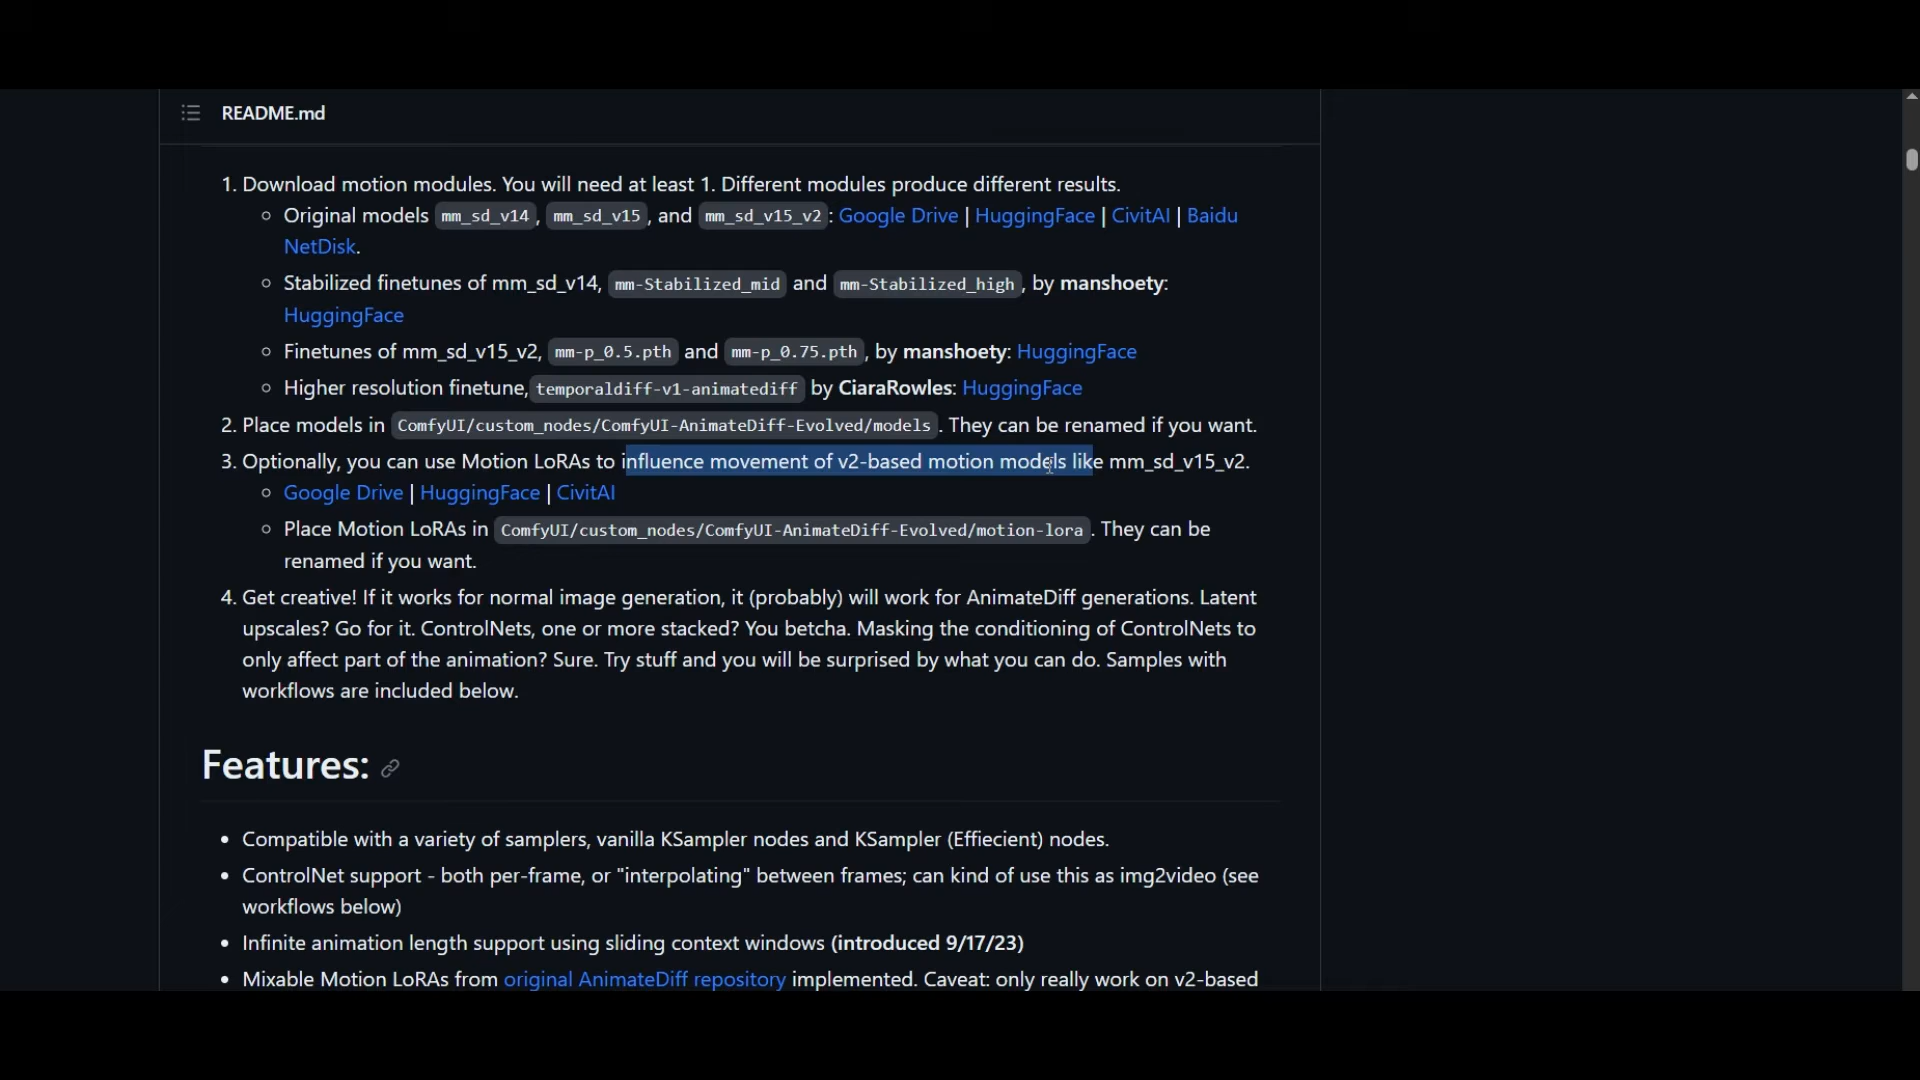 README.md
1. Download motion modules. You will need at least 1. Different modules produce different results.
Original models mm_sd_v14, mm_sd_v15, and mm_sd_v15_v2: Google Drive | HuggingFace | CivitAI | Baidu
NetDisk.
Stabilized finetunes of mm_sd_v14, mm-Stabilized_mid and mm-Stabilized_high, by manshoety:
HuggingFace
Finetunes of mm_sd_v15_v2, mm-p_0.5.pth and mm-p_0.75.pth, by manshoety: HuggingFace
Higher resolution finetune, temporaldiff-v1-animatediff by CiaraRowles: HuggingFace
2. Place models in ComfyUI/custom_nodes/ComfyUI-AnimateDiff-Evolved/models. They can be renamed if you want.
3. Optionally, you can use Motion LoRAs to influence movement of v2-based motion models like mm_sd_v15_v2.
Google Drive | HuggingFace | CivitAI
Place Motion LoRAs in ComfyUI/custom_nodes/ComfyUI-AnimateDiff-Evolved/motion-lora. They can be
renamed if you want.
4. Get creative! If it works for normal image generation, it (probably) will work for AnimateDiff generations. Latent
upscales? Go for it. ControlNets, one or more stacked? You betcha. Masking the conditioning of ControlNets to
only affect part of the animation? Sure. Try stuff and you will be surprised by what you can do. Samples with
workflows are included below.
Features:
• Compatible with a variety of samplers, vanilla KSampler nodes and KSampler (Effiecient) nodes.
• ControlNet support - both per-frame, or "interpolating" between frames; can kind of use this as img2video (see
workflows below)
• Infinite animation length support using sliding context windows (introduced 9/17/23)
• Mixable Motion LoRAs from original AnimateDiff repository implemented. Caveat: only really work on v2-based